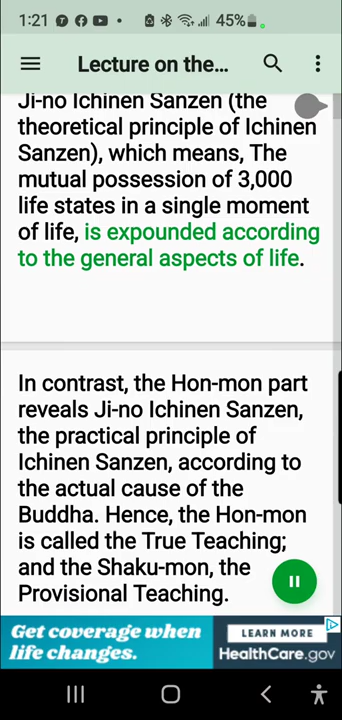 1:21
45%
Lecture on the...
Ji-no Ichinen Sanzen (the
theoretical principle of Ichinen
Sanzen), which means, The
mutual possession of 3,000
life states in a single moment
of life, is expounded according
to the general aspects of life.
In contrast, the Hon-mon part
reveals Ji-no Ichinen Sanzen,
the practical principle of
Ichinen Sanzen, according to
the actual cause of the
Buddha. Hence, the Hon-mon
is called the True Teaching;
and the Shaku-mon, the
Provisional Teaching.
Get coverage when
life changes.
LEARN MORE
HealthCare.gov